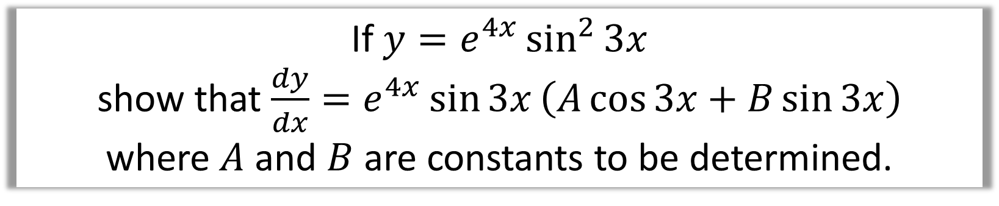 If y = e^{4x} sin² 3x
show that \frac{dy}{dx} = e^{4x} sin 3x (A cos 3x + B sin 3x)
where A and B are constants to be determined.